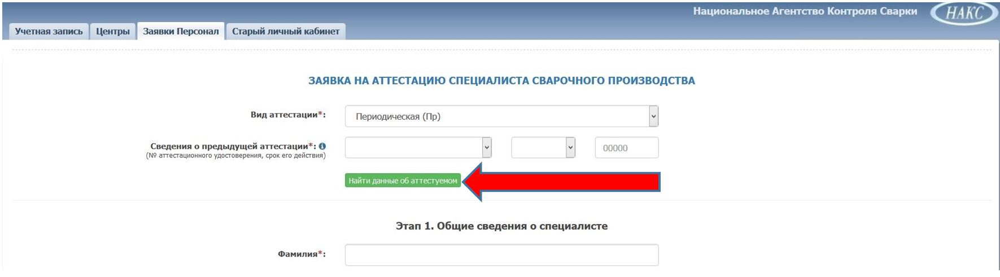 Национальное Агентство Контроля Сварки
НАКС
Учетная запись Центры Заявки Персонал Старый личный кабинет
ЗАЯВКА НА АТТЕСТАЦИЮ СПЕЦИАЛИСТА СВАРОЧНОГО ПРОИЗВОДСТВА
Вид аттестации*: Периодическая (Пр)
Сведения о предыдущей аттестации*: 00000
(№ аттестационного удостоверения, срок его действия)
Найти данные об аттестуемом
Этап 1. Общие сведения о специалисте
Фамилия*: